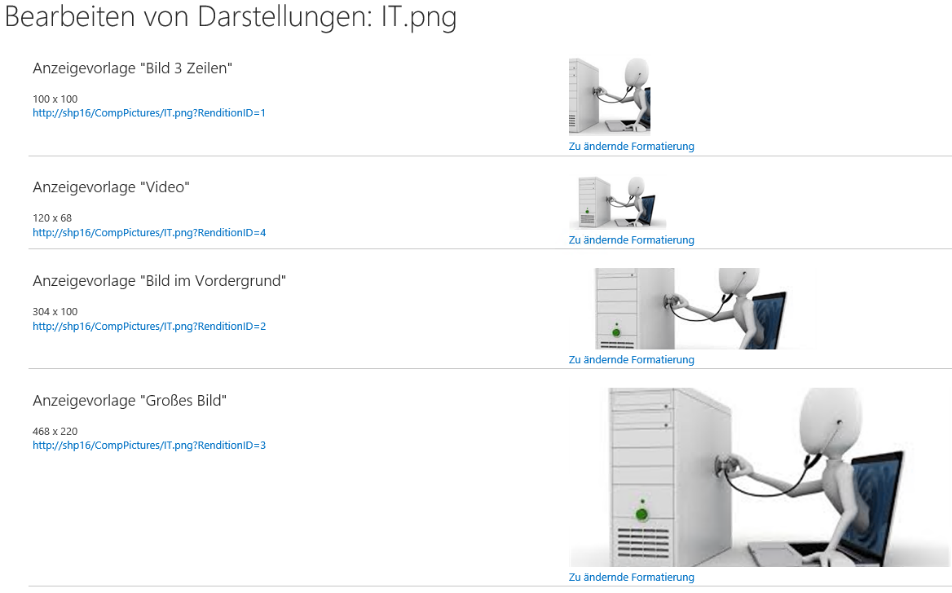 Bearbeiten von Darstellungen: IT.png
Anzeigevorlage "Bild 3 Zeilen"
100 x 100
http://shp16/CompPictures/IT.png?RenditionID=1
Zu ändernde Formatierung
Anzeigevorlage "Video"
120 x 68
http://shp16/CompPictures/IT.png?RenditionID=4
Zu ändernde Formatierung
Anzeigevorlage "Bild im Vordergrund"
304 x 100
http://shp16/CompPictures/IT.png?RenditionID=2
Zu ändernde Formatierung
Anzeigevorlage "Großes Bild"
468 x 220
http://shp16/CompPictures/IT.png?RenditionID=3
Zu ändernde Formatierung